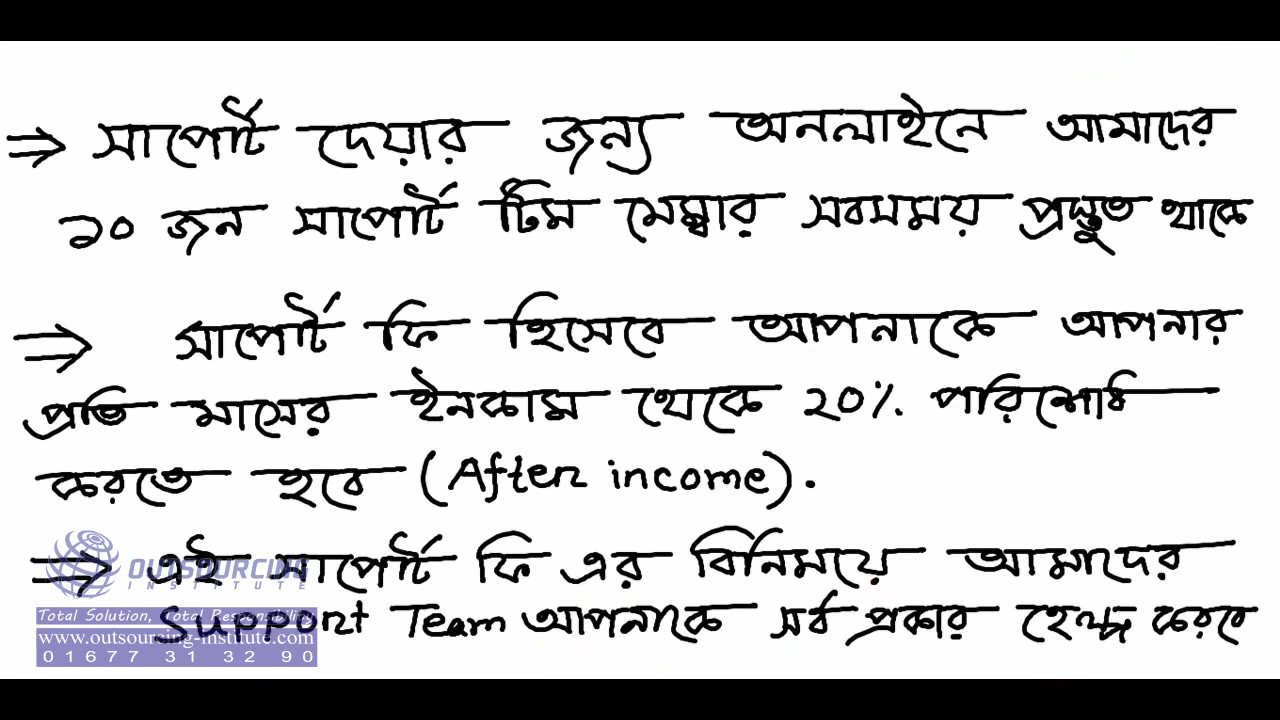 ⇒ সাপোর্ট দেয়ার জন্য অনলাইনে আমাদের
১০ জন সাপোর্ট টিম মেম্বার সবসময় প্রস্তুত থাকে
⇒ সাপোর্ট ফি হিসেবে আপনাকে আপনার
প্রতি মাসের ইনকাম থেকে ২০% পরিশোধ
করতে হবে (After income).
⇒ এই সাপোর্ট ফি এর বিনিময়ে আমাদের
Support Team আপনাকে সর্ব প্রকার হেল্প করবে
OUTSOURCING
INSTITUTE
Total Solution, Total Responsibility
www.outsourcing-institute.com
01677 31 32 90